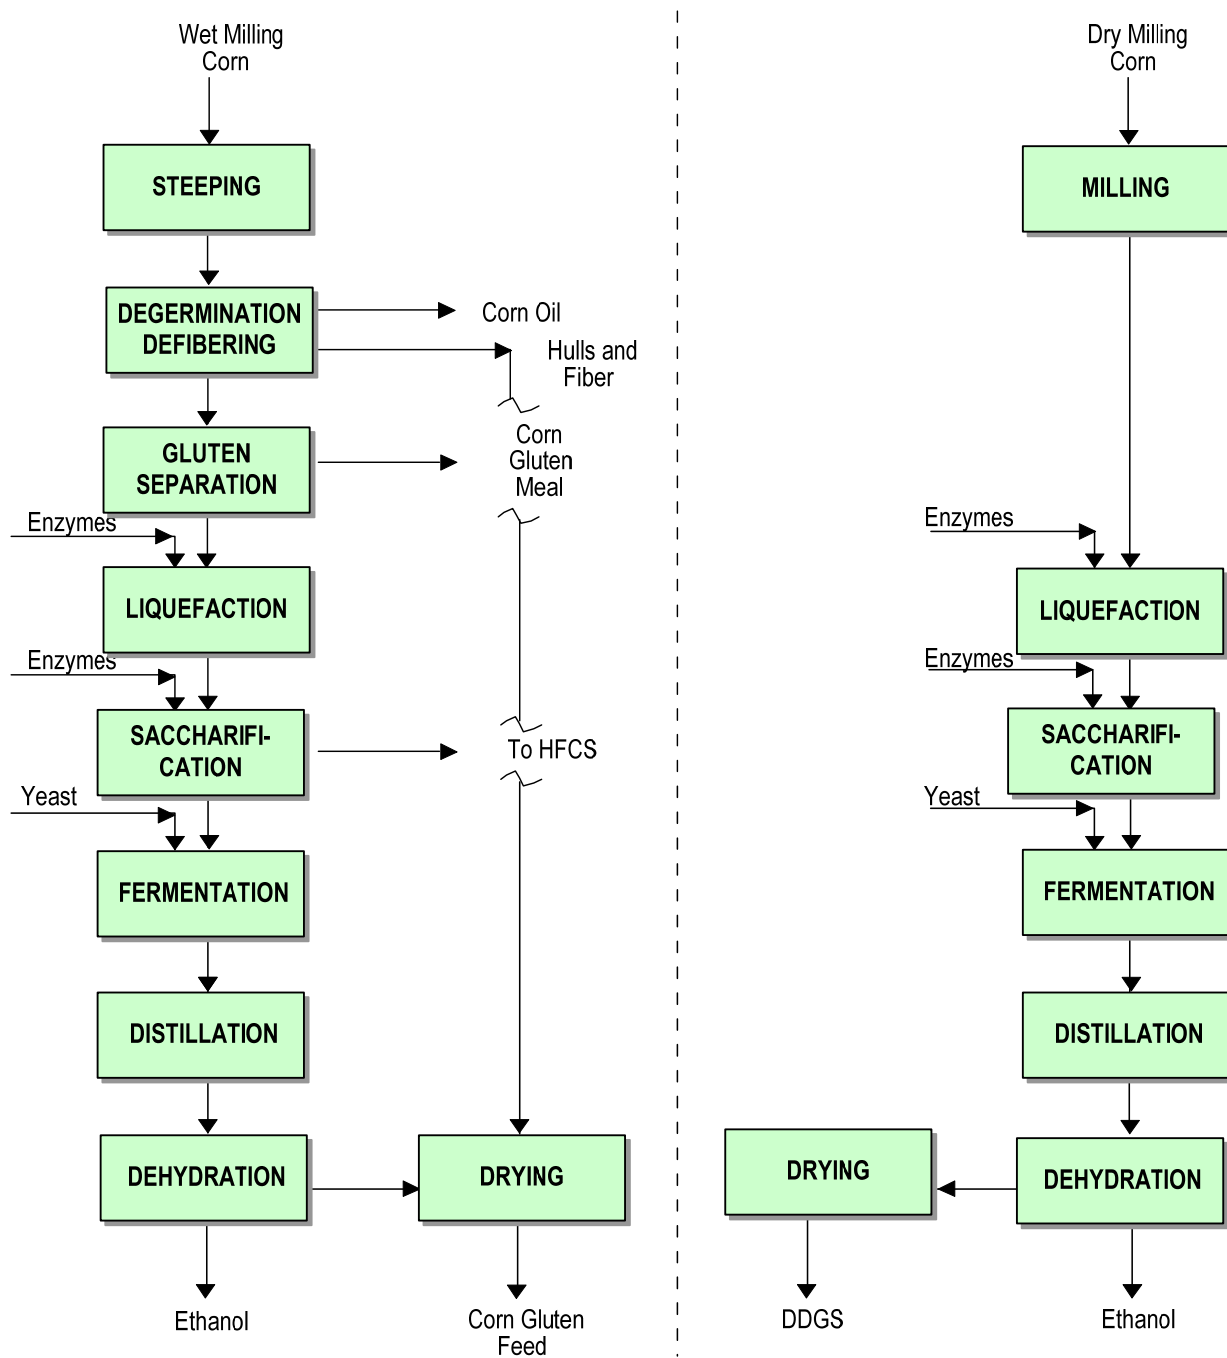 Wet Milling
Corn
STEEPING
DEGERMINATION
DEFIBERING
Corn Oil
Hulls and
Fiber
GLUTEN
SEPARATION
Corn
Gluten
Meal
Enzymes
LIQUEFACTION
Enzymes
SACCHARIFI-
CATION
To HFCS
Yeast
FERMENTATION
DISTILLATION
DEHYDRATION
DRYING
Ethanol
Corn Gluten
Feed
Dry Milling
Corn
MILLING
Enzymes
LIQUEFACTION
Enzymes
SACCHARIFI-
CATION
Yeast
FERMENTATION
DISTILLATION
DRYING
DEHYDRATION
DDGS
Ethanol